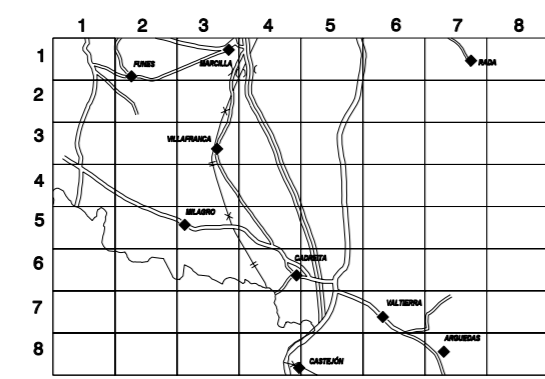 1 2 3 4 5 6 7 8
1
FUNES
MARCILLA
RADA
2
3
VILLAFRANCA
4
5
MILAGRO
6
CADREITA
7
VALTIERRA
8
ARGUEDAS
CASTEJÓN